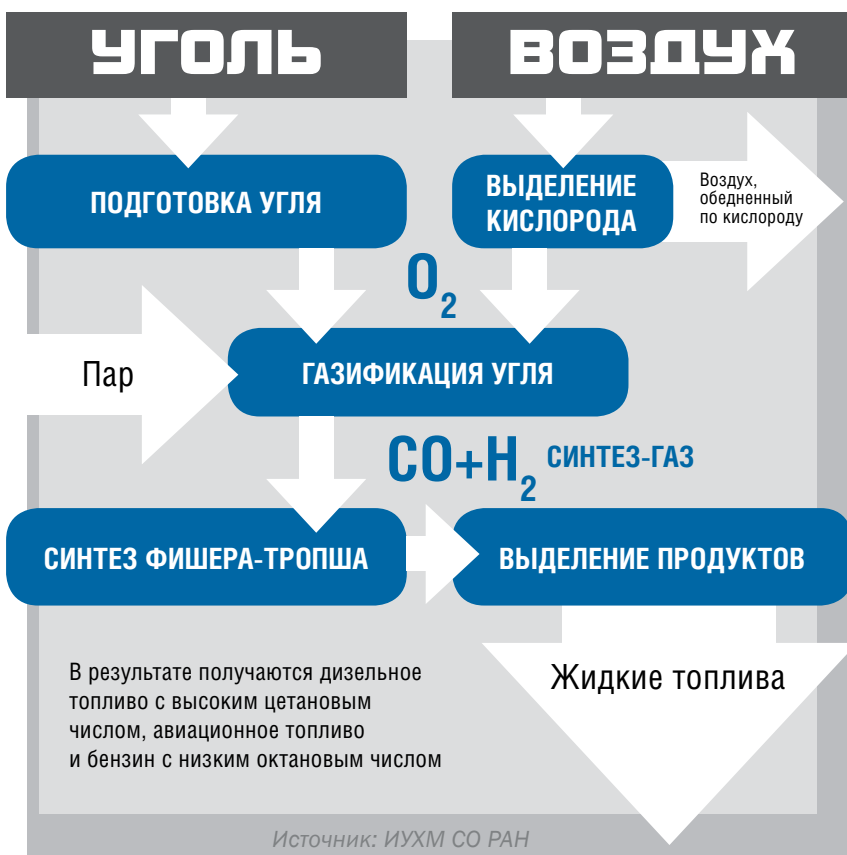 УГОЛЬ
ВОЗДУХ
ПОДГОТОВКА УГЛЯ
ВЫДЕЛЕНИЕ
КИСЛОРОДА
Воздух,
обедненный
по кислороду
O₂
Пар
ГАЗИФИКАЦИЯ УГЛЯ
CO+H₂ СИНТЕЗ-ГАЗ
СИНТЕЗ ФИШЕРА-ТРОПША
ВЫДЕЛЕНИЕ ПРОДУКТОВ
В результате получаются дизельное
топливо с высоким цетановым
числом, авиационное топливо
и бензин с низким октановым числом
Жидкие топлива
Источник: ИУХМ СО РАН